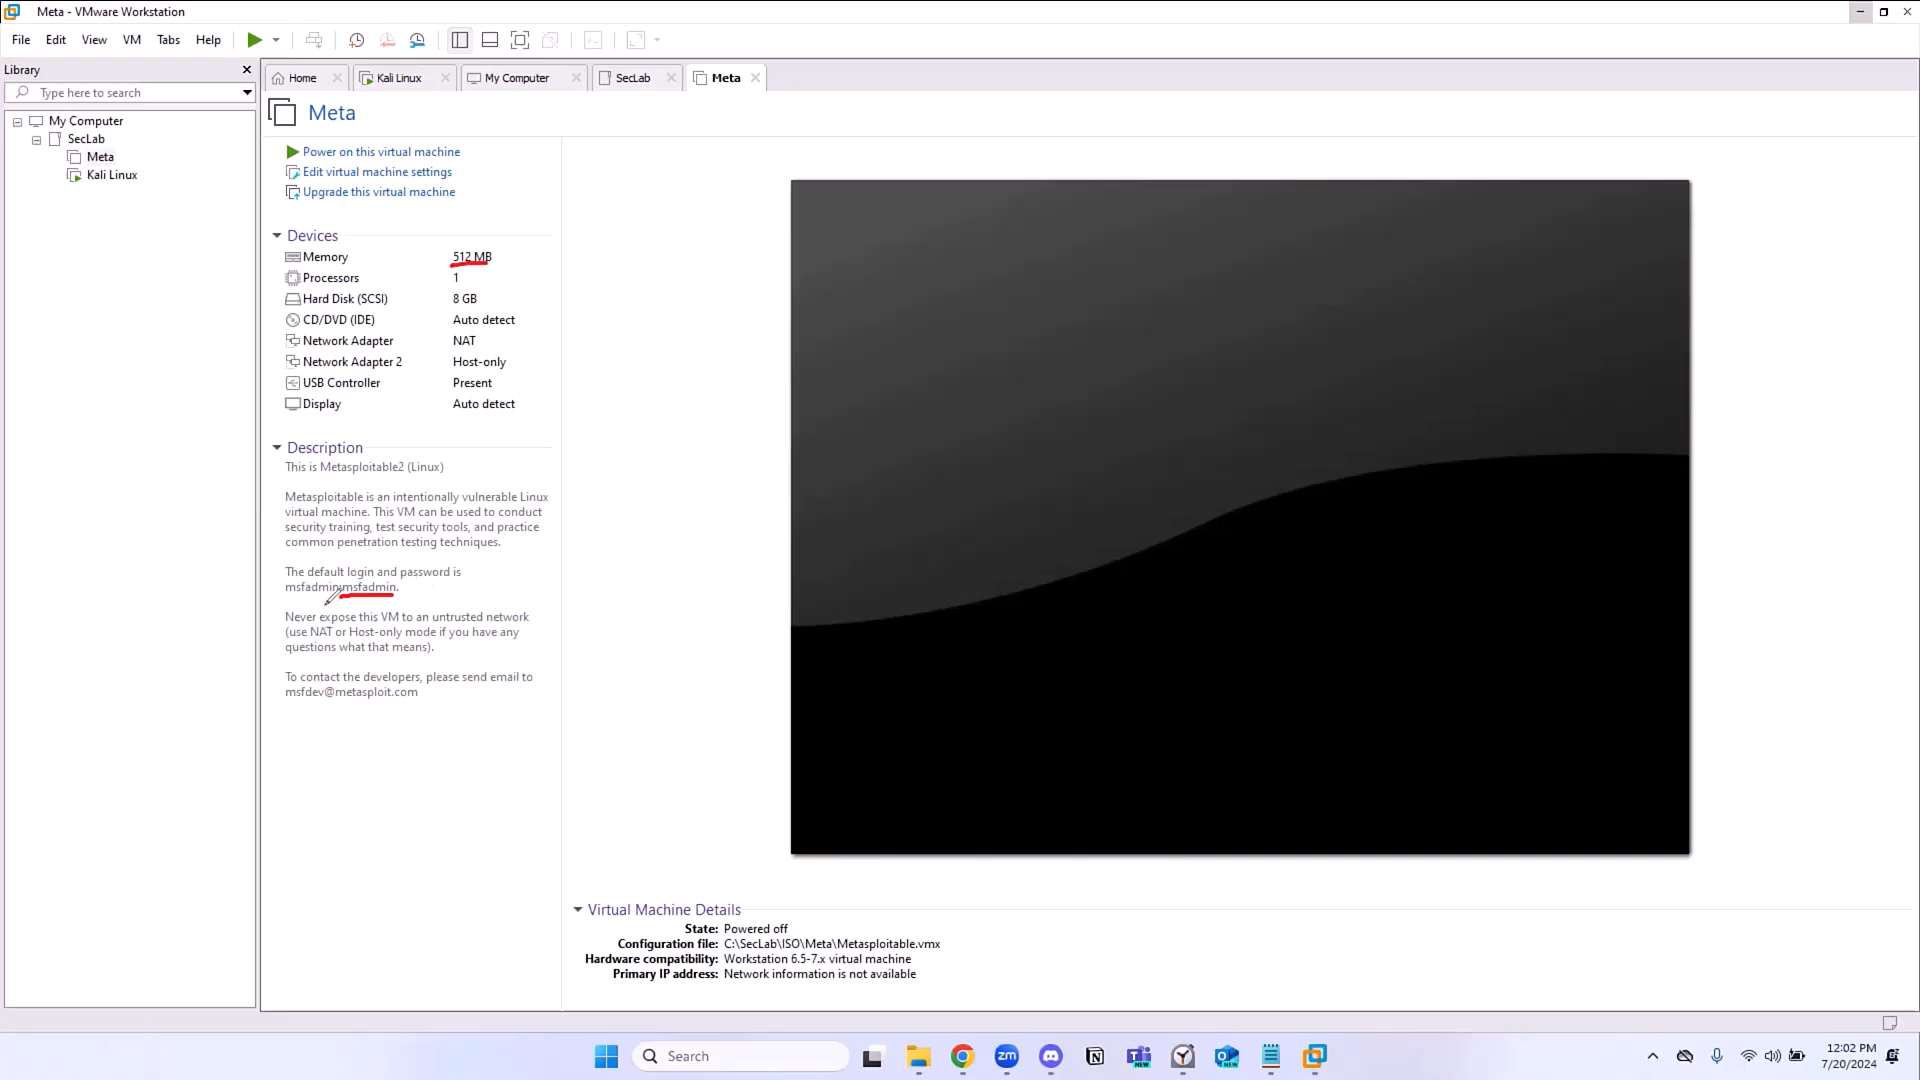 Meta - VMware Workstation
File Edit View VM Tabs Help
Library
Type here to search
My Computer
SecLab
Meta
Kali Linux
Home
Kali Linux
My Computer
SecLab
Meta
Meta
Power on this virtual machine
Edit virtual machine settings
Upgrade this virtual machine
Devices
Memory 512 MB
Processors 1
Hard Disk (SCSI) 8 GB
CD/DVD (IDE) Auto detect
Network Adapter NAT
Network Adapter 2 Host-only
USB Controller Present
Display Auto detect
Description
This is Metasploitable2 (Linux)
Metasploitable is an intentionally vulnerable Linux
virtual machine. This VM can be used to conduct
security training, test security tools, and practice
common penetration testing techniques.
The default login and password is
msfadmin:msfadmin.
Never expose this VM to an untrusted network
(use NAT or Host-only mode if you have any
questions what that means).
To contact the developers, please send email to
msfdev@metasploit.com
Virtual Machine Details
State: Powered off
Configuration file: C:\SecLab\ISO\Meta\Metasploitable.vmx
Hardware compatibility: Workstation 6.5-7.x virtual machine
Primary IP address: Network information is not available
Search
zm
NEW
NEW
12:02 PM
7/20/2024